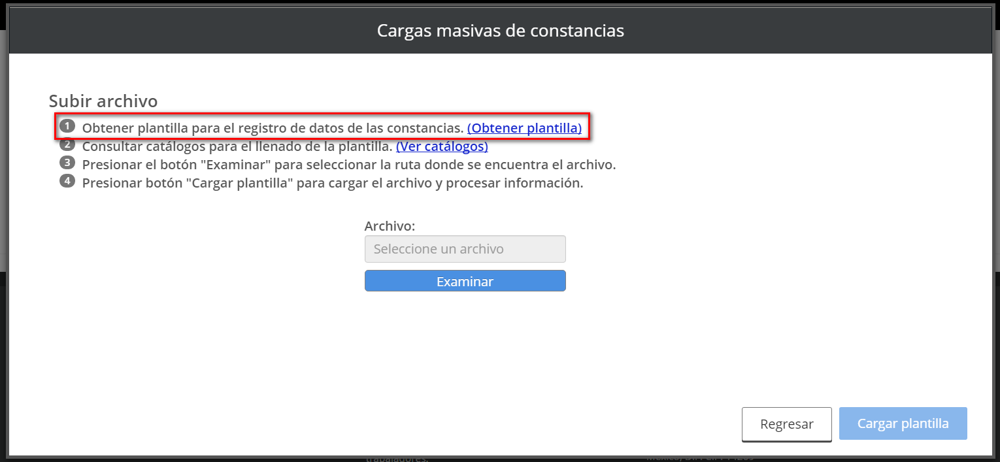 Cargas masivas de constancias
Subir archivo
1 Obtener plantilla para el registro de datos de las constancias. (Obtener plantilla)
2 Consultar catálogos para el llenado de la plantilla. (Ver catálogos)
3 Presionar el botón "Examinar" para seleccionar la ruta donde se encuentra el archivo.
4 Presionar botón "Cargar plantilla" para cargar el archivo y procesar información.
Archivo:
Seleccione un archivo
Examinar
Regresar
Cargar plantilla
trabajadores.